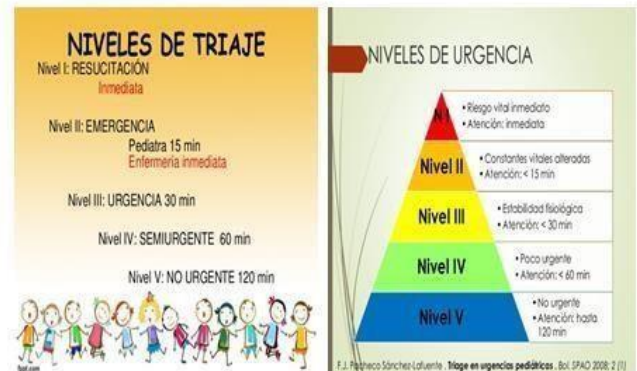 NIVELES DE TRIAJE
Nivel I: RESUCITACIÓN
Inmediata
Nivel II: EMERGENCIA
Pediatra 15 min
Enfermería inmediata
Nivel III: URGENCIA 30 min
Nivel IV: SEMIURGENTE 60 min
Nivel V: NO URGENTE 120 min
NIVELES DE URGENCIA
N I
• Riesgo vital inmediato
• Atención: inmediata
Nivel II
• Constantes vitales alteradas
• Atención: < 15 min
Nivel III
• Estabilidad fisiológica
• Atención: < 30 min
Nivel IV
• Poco urgente
• Atención: < 60 min
Nivel V
• No urgente
• Atención: hasta
120 min
F.J. Pacheco Sánchez-Lafuente . Triage en urgencias pediátricas . Bol. SPAO 2008; 2 (1)